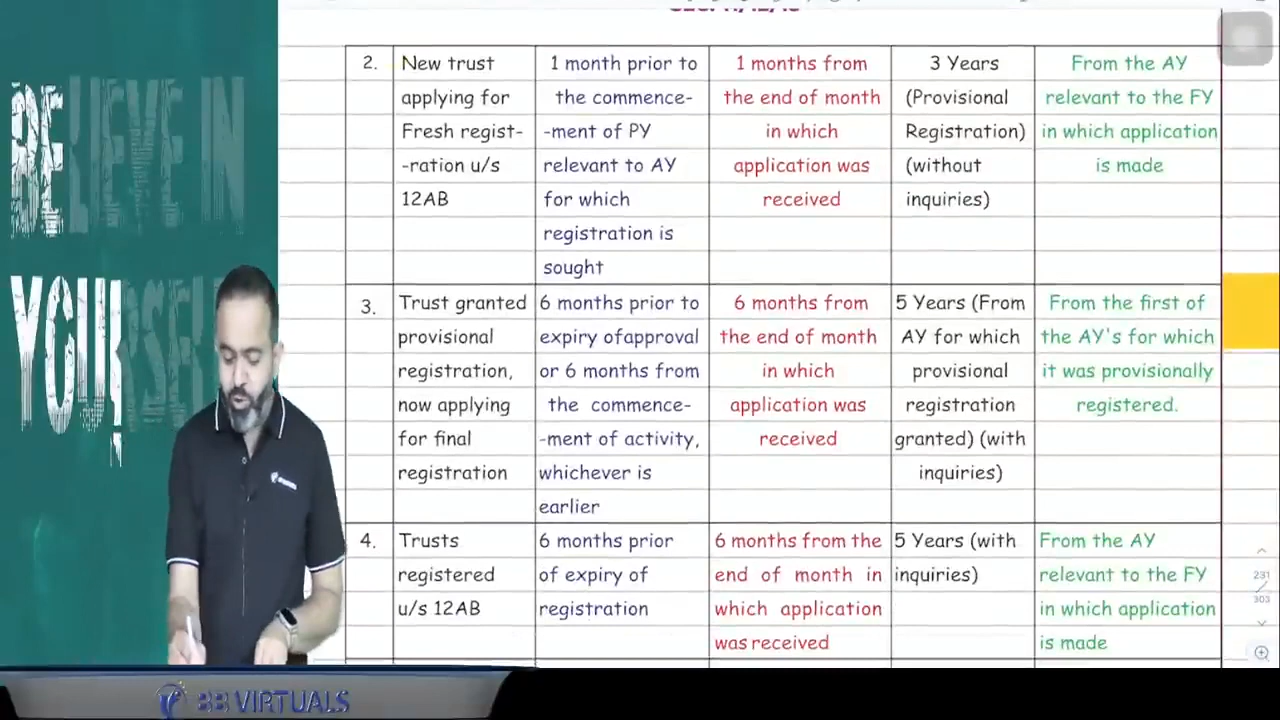 BELIEVE IN
YOURSELF
2.
New trust
applying for
Fresh regist-
-ration u/s
12AB
1 month prior to
the commence-
-ment of PY
relevant to AY
for which
registration is
sought
1 months from
the end of month
in which
application was
received
3 Years
(Provisional
Registration)
(without
inquiries)
From the AY
relevant to the FY
in which application
is made
3.
Trust granted
provisional
registration,
now applying
for final
registration
6 months prior to
expiry ofapproval
or 6 months from
the commence-
-ment of activity,
whichever is
earlier
6 months from
the end of month
in which
application was
received
5 Years (From
AY for which
provisional
registration
granted) (with
inquiries)
From the first of
the AY's for which
it was provisionally
registered.
4.
Trusts
registered
u/s 12AB
6 months prior
of expiry of
registration
6 months from the
end of month in
which application
was received
5 Years (with
inquiries)
From the AY
relevant to the FY
in which application
is made
231
303
BB VIRTUALS